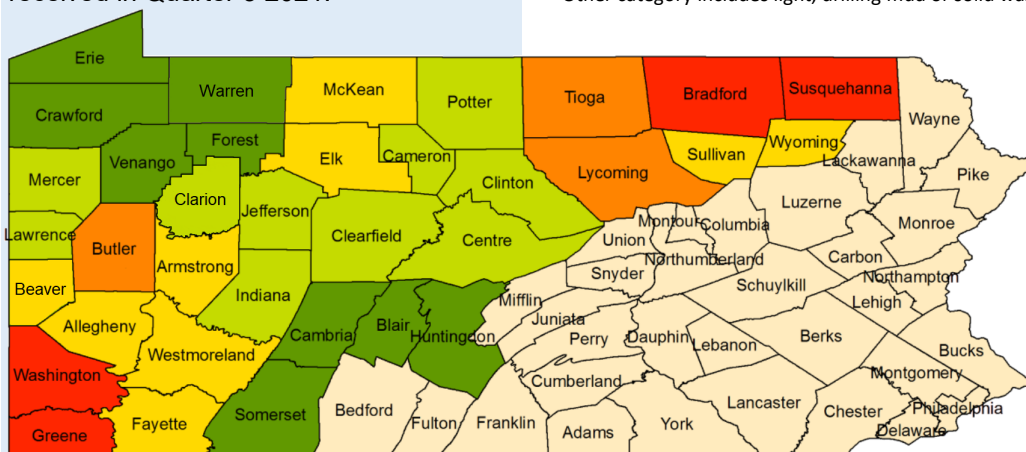 Erie
Warren
McKean
Potter
Tioga
Bradford
Susquehanna
Crawford
Wayne
Forest
Venango
Elk
Cameron
Sullivan
Wyoming
Lackawanna
Mercer
Lycoming
Clinton
Pike
Clarion
Jefferson
Luzerne
Lawrence
Butler
Clearfield
Centre
Union
Montour
Columbia
Monroe
Armstrong
Northumberland
Carbon
Beaver
Indiana
Snyder
Schuylkill
Northampton
Mifflin
Lehigh
Allegheny
Cambria
Blair
Huntingdon
Juniata
Perry
Dauphin
Lebanon
Berks
Bucks
Westmoreland
Washington
Cumberland
Montgomery
Greene
Fayette
Somerset
Bedford
Fulton
Franklin
Adams
York
Lancaster
Chester
Philadelphia
Delaware